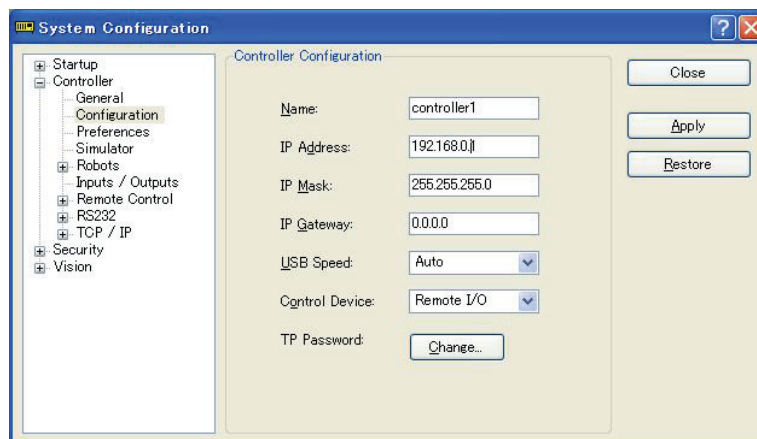 System Configuration
Startup
Controller
General
Configuration
Preferences
Simulator
Robots
Inputs / Outputs
Remote Control
RS232
TCP / IP
Security
Vision
Controller Configuration
Name: controller1
IP Address: 192.168.0.1
IP Mask: 255.255.255.0
IP Gateway: 0.0.0.0
USB Speed: Auto
Control Device: Remote I/O
TP Password: Change...
Close
Apply
Restore